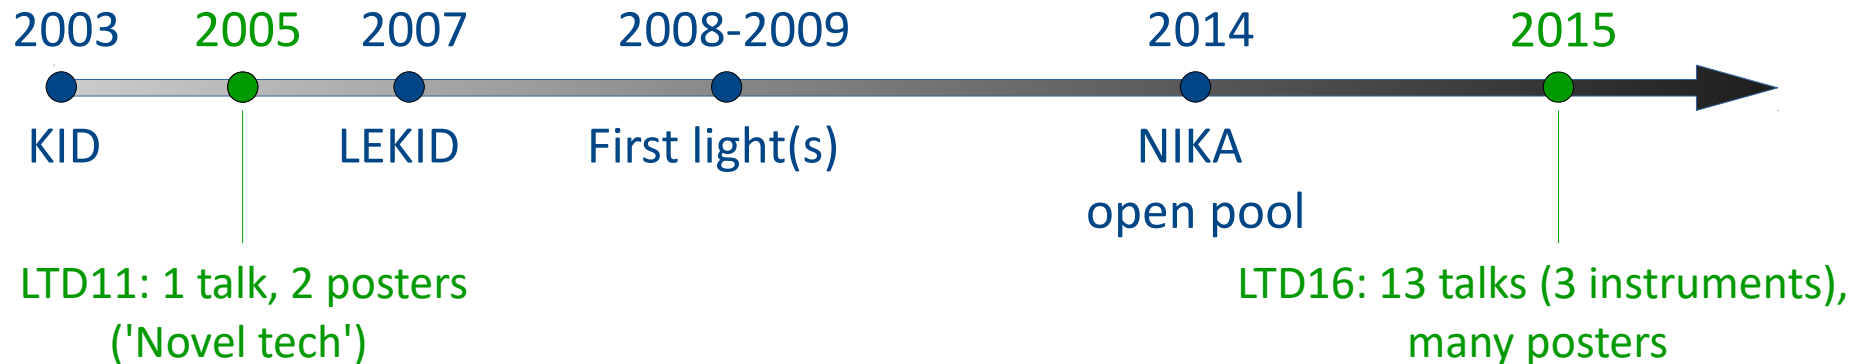 2003 2005 2007 2008-2009 2014 2015
KID LEKID First light(s) NIKA
open pool
LTD11: 1 talk, 2 posters LTD16: 13 talks (3 instruments),
('Novel tech') many posters